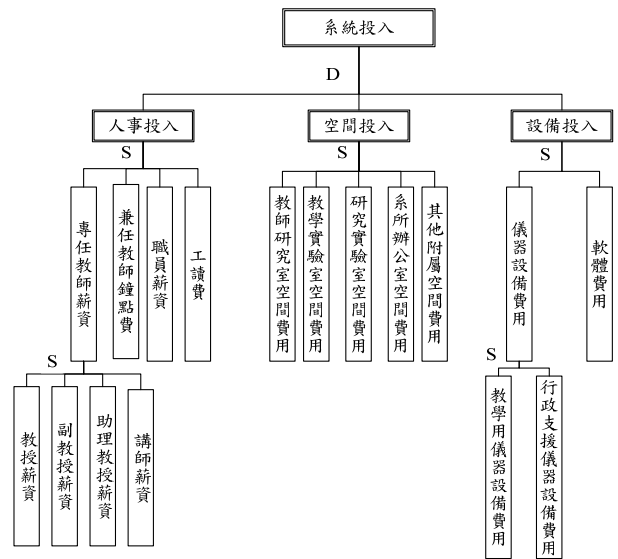 系統投入
D
人事投入
空間投入
設備投入
S
S
S
專任教師薪資
兼任教師鐘點費
職員薪資
工讀費
教師研究室空間費用
教學實驗室空間費用
研究實驗室空間費用
系所辦公室空間費用
其他附屬空間費用
儀器設備費用
軟體費用
S
S
教授薪資
副教授薪資
助理教授薪資
講師薪資
教學用儀器設備費用
行政支援儀器設備費用